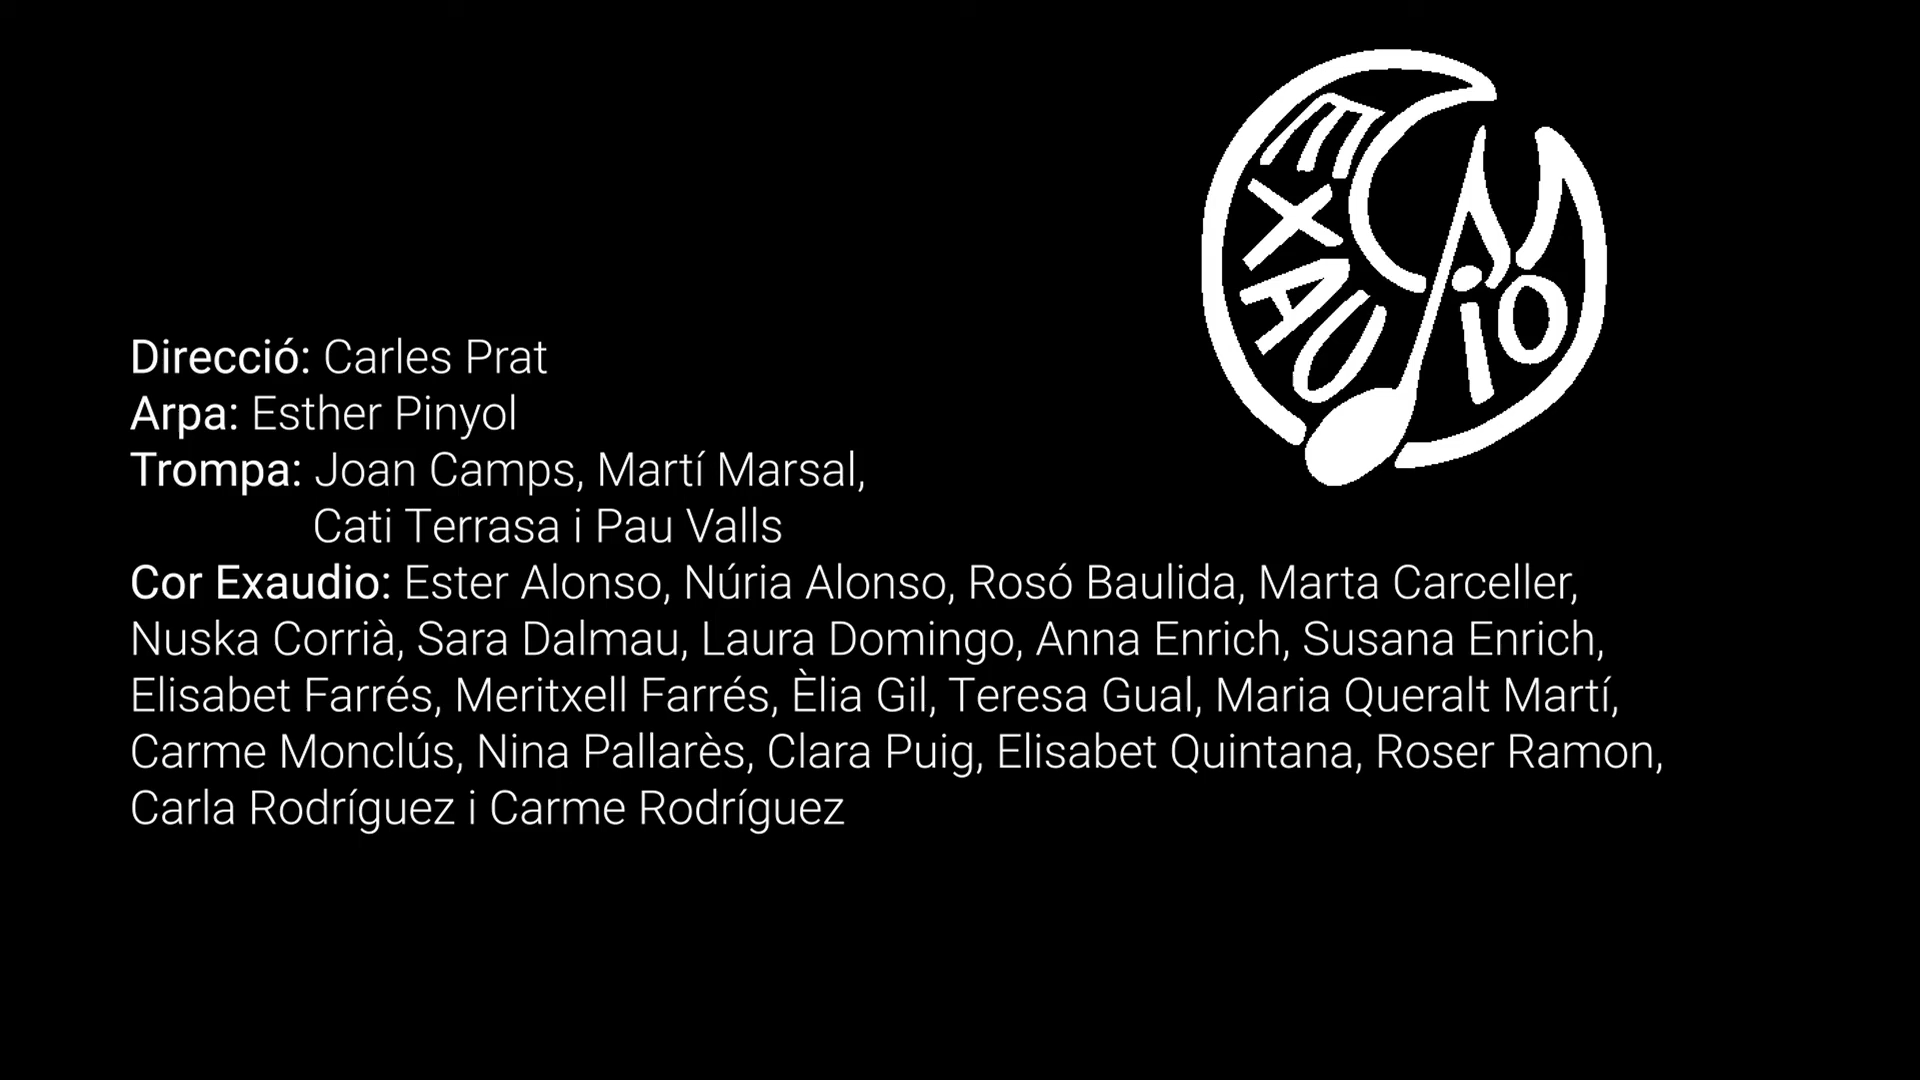 EXAUDIO
Direcció: Carles Prat
Arpa: Esther Pinyol
Trompa: Joan Camps, Martí Marsal,
Cati Terrasa i Pau Valls
Cor Exaudio: Ester Alonso, Núria Alonso, Rosó Baulida, Marta Carceller,
Nuska Corrià, Sara Dalmau, Laura Domingo, Anna Enrich, Susana Enrich,
Elisabet Farrés, Meritxell Farrés, Èlia Gil, Teresa Gual, Maria Queralt Martí,
Carme Monclús, Nina Pallarès, Clara Puig, Elisabet Quintana, Roser Ramon,
Carla Rodríguez i Carme Rodríguez